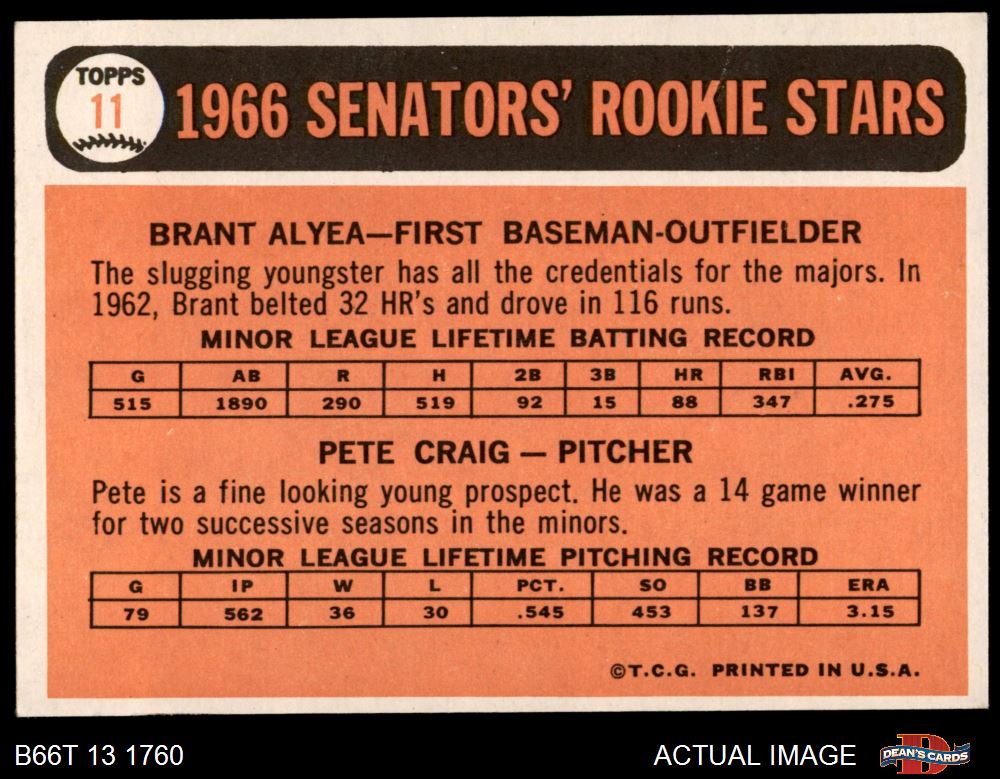 TOPPS
11
1966 SENATORS' ROOKIE STARS
BRANT ALYEA—FIRST BASEMAN-OUTFIELDER
The slugging youngster has all the credentials for the majors. In
1962, Brant belted 32 HR's and drove in 116 runs.
MINOR LEAGUE LIFETIME BATTING RECORD
G AB R H 2B 3B HR RBI AVG.
515 1890 290 519 92 15 88 347 .275
PETE CRAIG — PITCHER
Pete is a fine looking young prospect. He was a 14 game winner
for two successive seasons in the minors.
MINOR LEAGUE LIFETIME PITCHING RECORD
G IP W L PCT. SO BB ERA
79 562 36 30 .545 453 137 3.15
©T.C.G. PRINTED IN U.S.A.
B66T 13 1760 ACTUAL IMAGE D DEAN'S CARDS